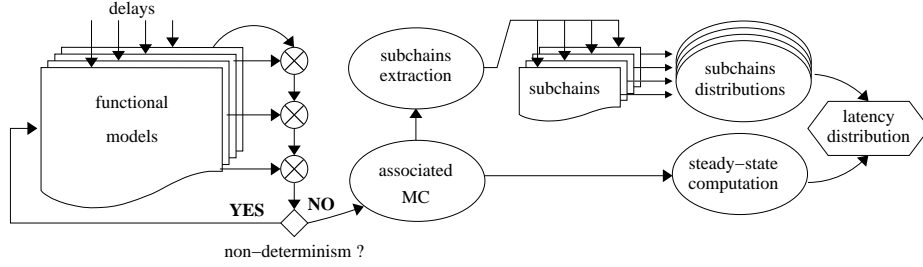 delays
functional
models
YES
NO
non−determinism ?
subchains
extraction
associated
MC
subchains
subchains
distributions
steady−state
computation
latency
distribution